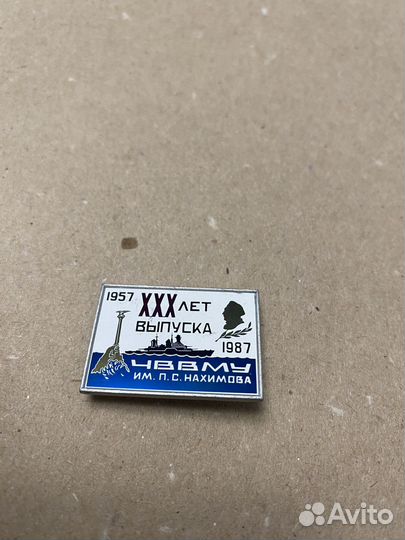 1957 XXX ЛЕТ
ВЫПУСКА
1987
ЧВВМУ
ИМ. П.С. НАХИМОВА
Avito